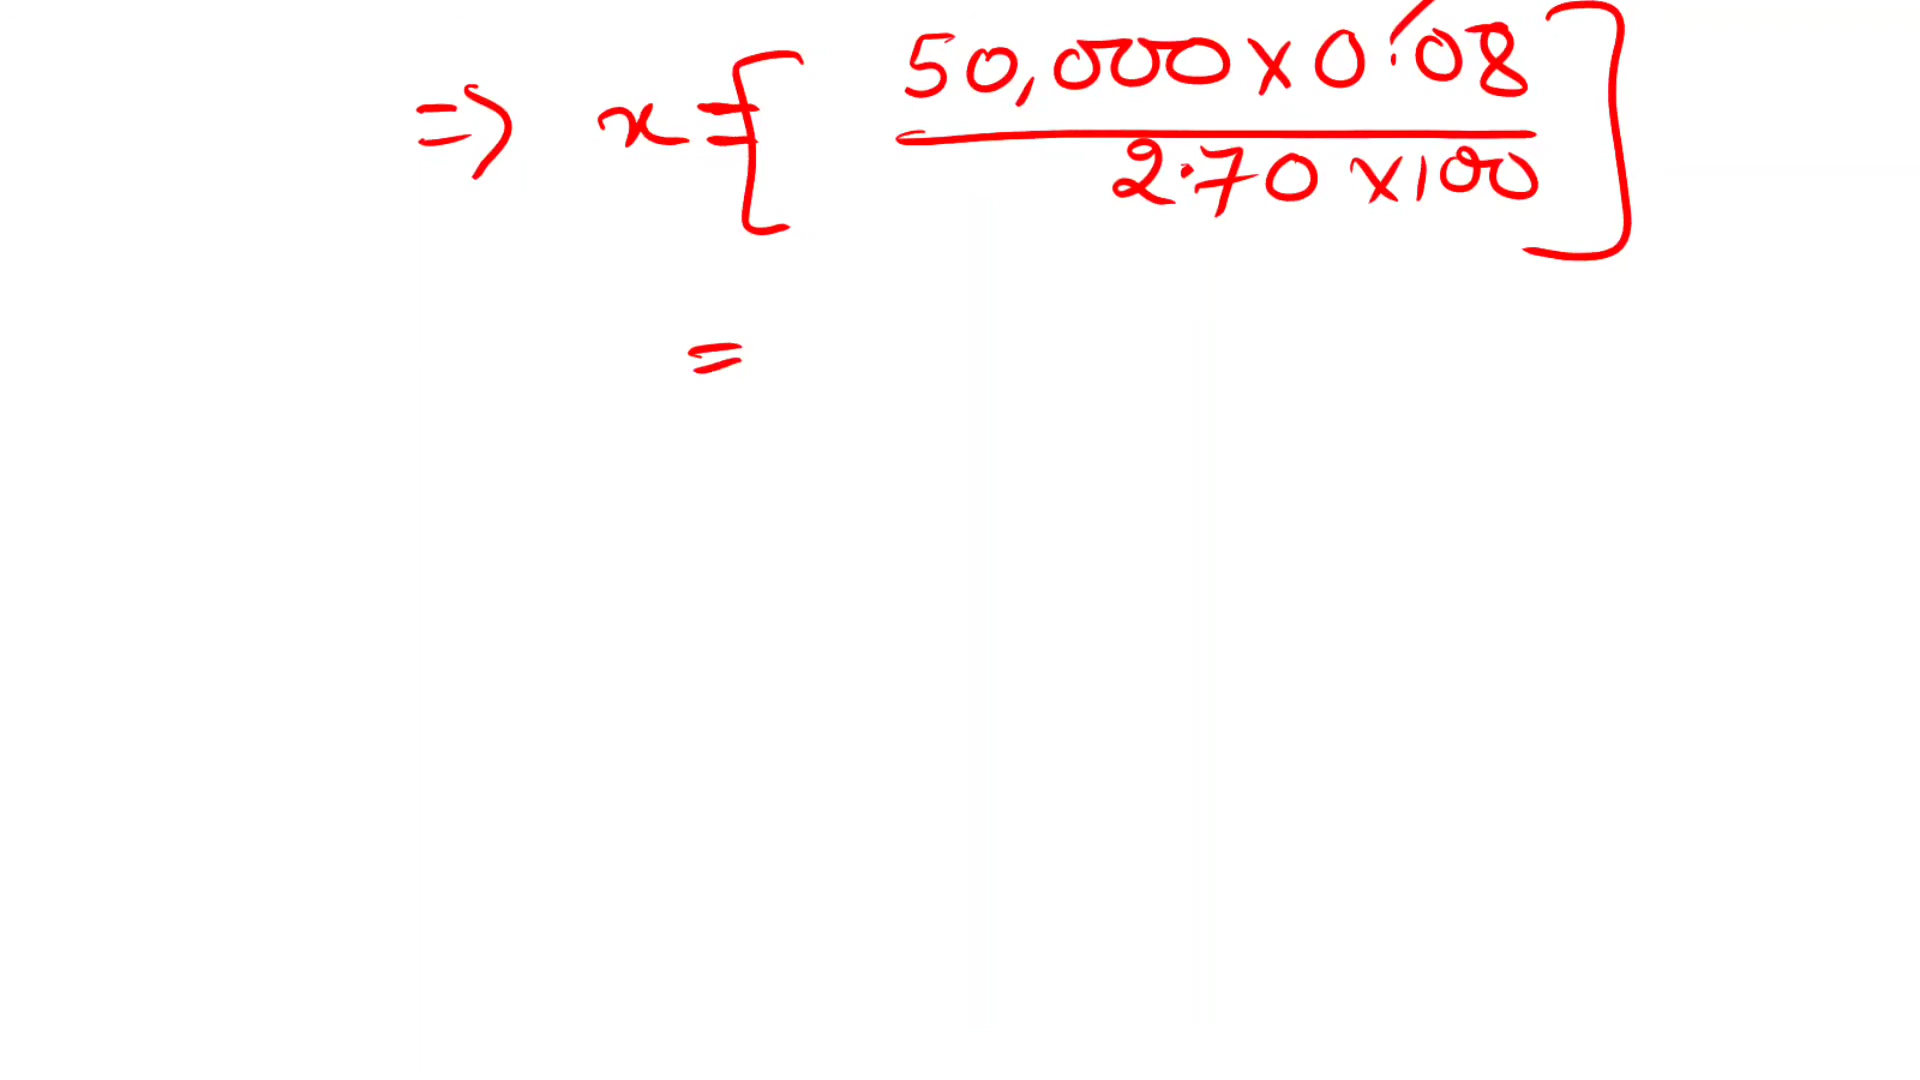 => x = [ 50,000 x 0.08
2.70 x 100 ]
=